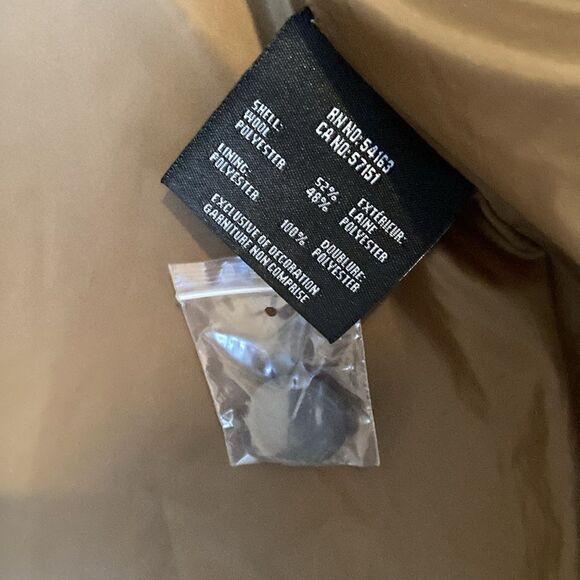 RN NO: 54163
CA NO: 57151
SHELL: EXTÉRIEUR:
WOOL 52% LAINE
POLYESTER 48% POLYESTER
LINING: DOUBLURE:
POLYESTER 100% POLYESTER
EXCLUSIVE OF DECORATION
GARNITURE NON COMPRISE